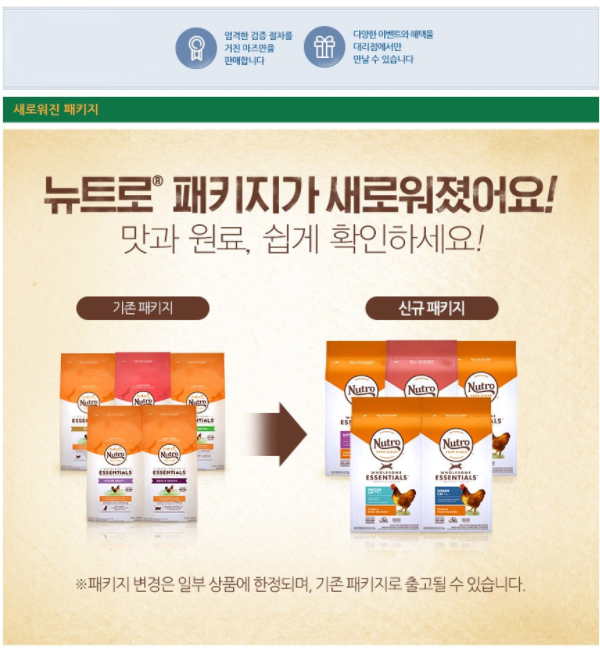 엄격한 검증 절차를
거친 마즈만을
판매합니다
다양한 이벤트와 혜택을
대리점에서만
만날 수 있습니다
새로워진 패키지
뉴트로® 패키지가 새로워졌어요!
맛과 원료, 쉽게 확인하세요!
기존 패키지
신규 패키지
Nutro
Nutro
Nutro
ESSENTIALS
Nutro
ESSENTIALS
Nutro
Nutro
Nutro
Nutro
WHOLESOME
ESSENTIALS
Nutro
WHOLESOME
ESSENTIALS
※패키지 변경은 일부 상품에 한정되며, 기존 패키지로 출고될 수 있습니다.